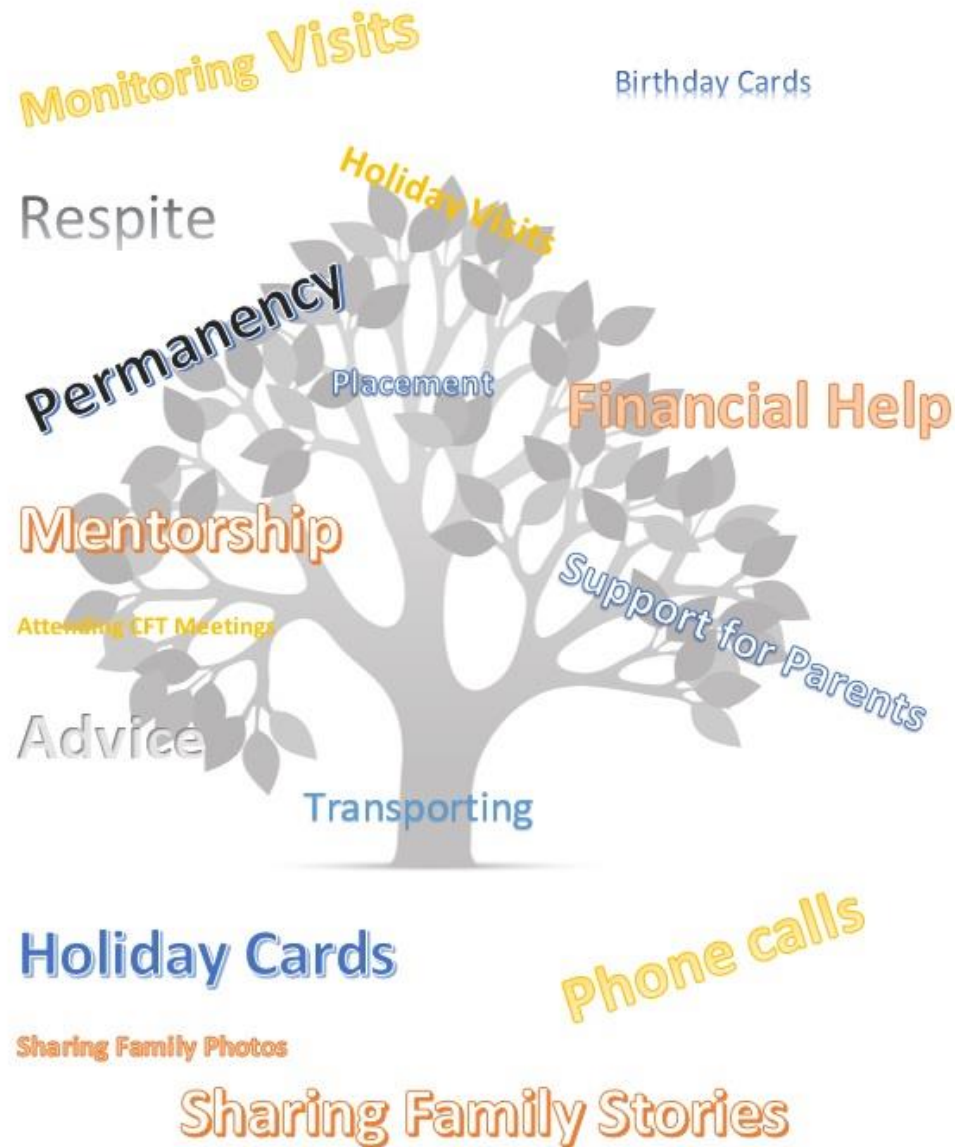 Monitoring Visits
Birthday Cards
Holiday Visits
Respite
Permanency
Placement
Financial Help
Mentorship
Support for Parents
Attending CFT Meetings
Advice
Transporting
Holiday Cards
Phone calls
Sharing Family Photos
Sharing Family Stories